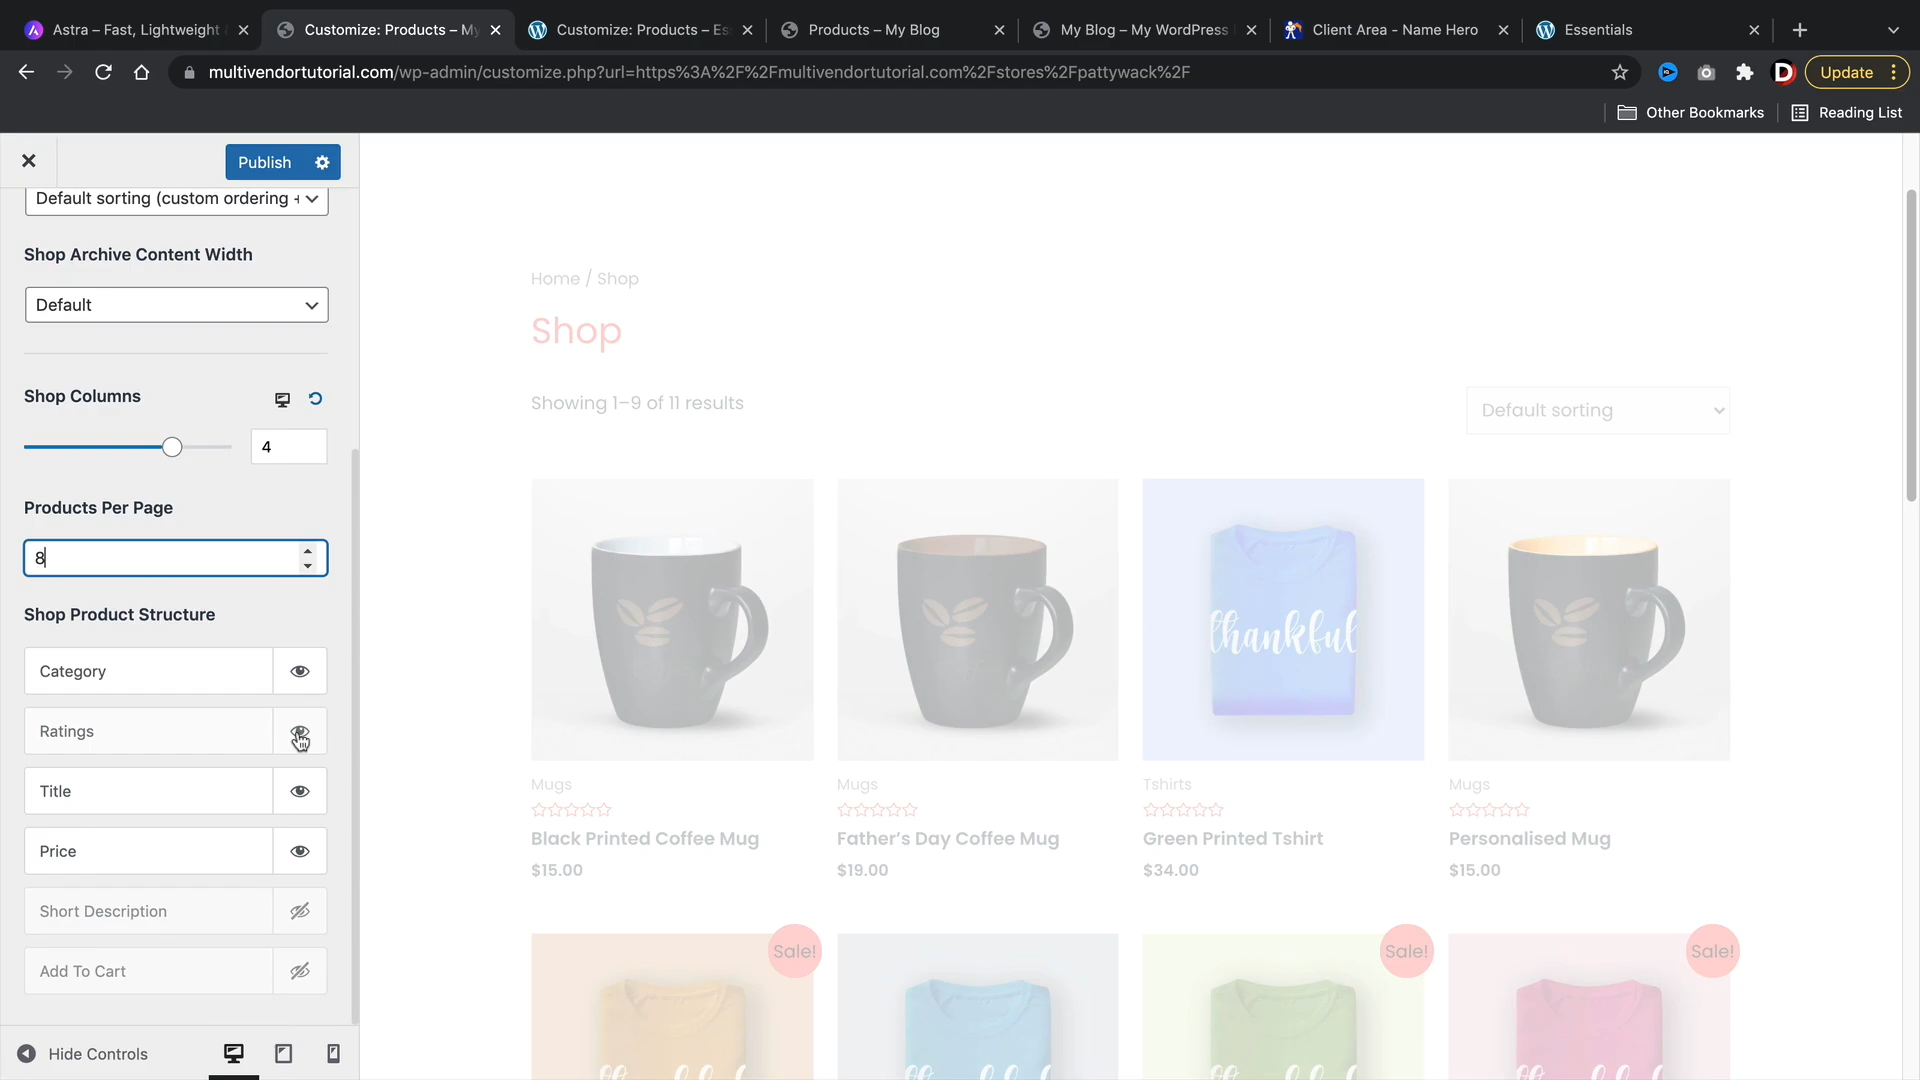 Astra – Fast, Lightweight
Customize: Products – My
Customize: Products – Es
Products – My Blog
My Blog – My WordPress
Client Area - Name Hero
Essentials
multivendortutorial.com/wp-admin/customize.php?url=https%3A%2F%2Fmultivendortutorial.com%2Fstores%2Fpattywack%2F
Update
Other Bookmarks
Reading List
Publish
Default sorting (custom ordering +
Shop Archive Content Width
Default
Shop Columns
4
Products Per Page
8
Shop Product Structure
Category
Ratings
Title
Price
Short Description
Add To Cart
Hide Controls
Home / Shop
Shop
Showing 1–9 of 11 results
Default sorting
thankful
Mugs
Black Printed Coffee Mug
$15.00
Mugs
Father's Day Coffee Mug
$19.00
Tshirts
Green Printed Tshirt
$34.00
Mugs
Personalised Mug
$15.00
Sale!
Sale!
Sale!